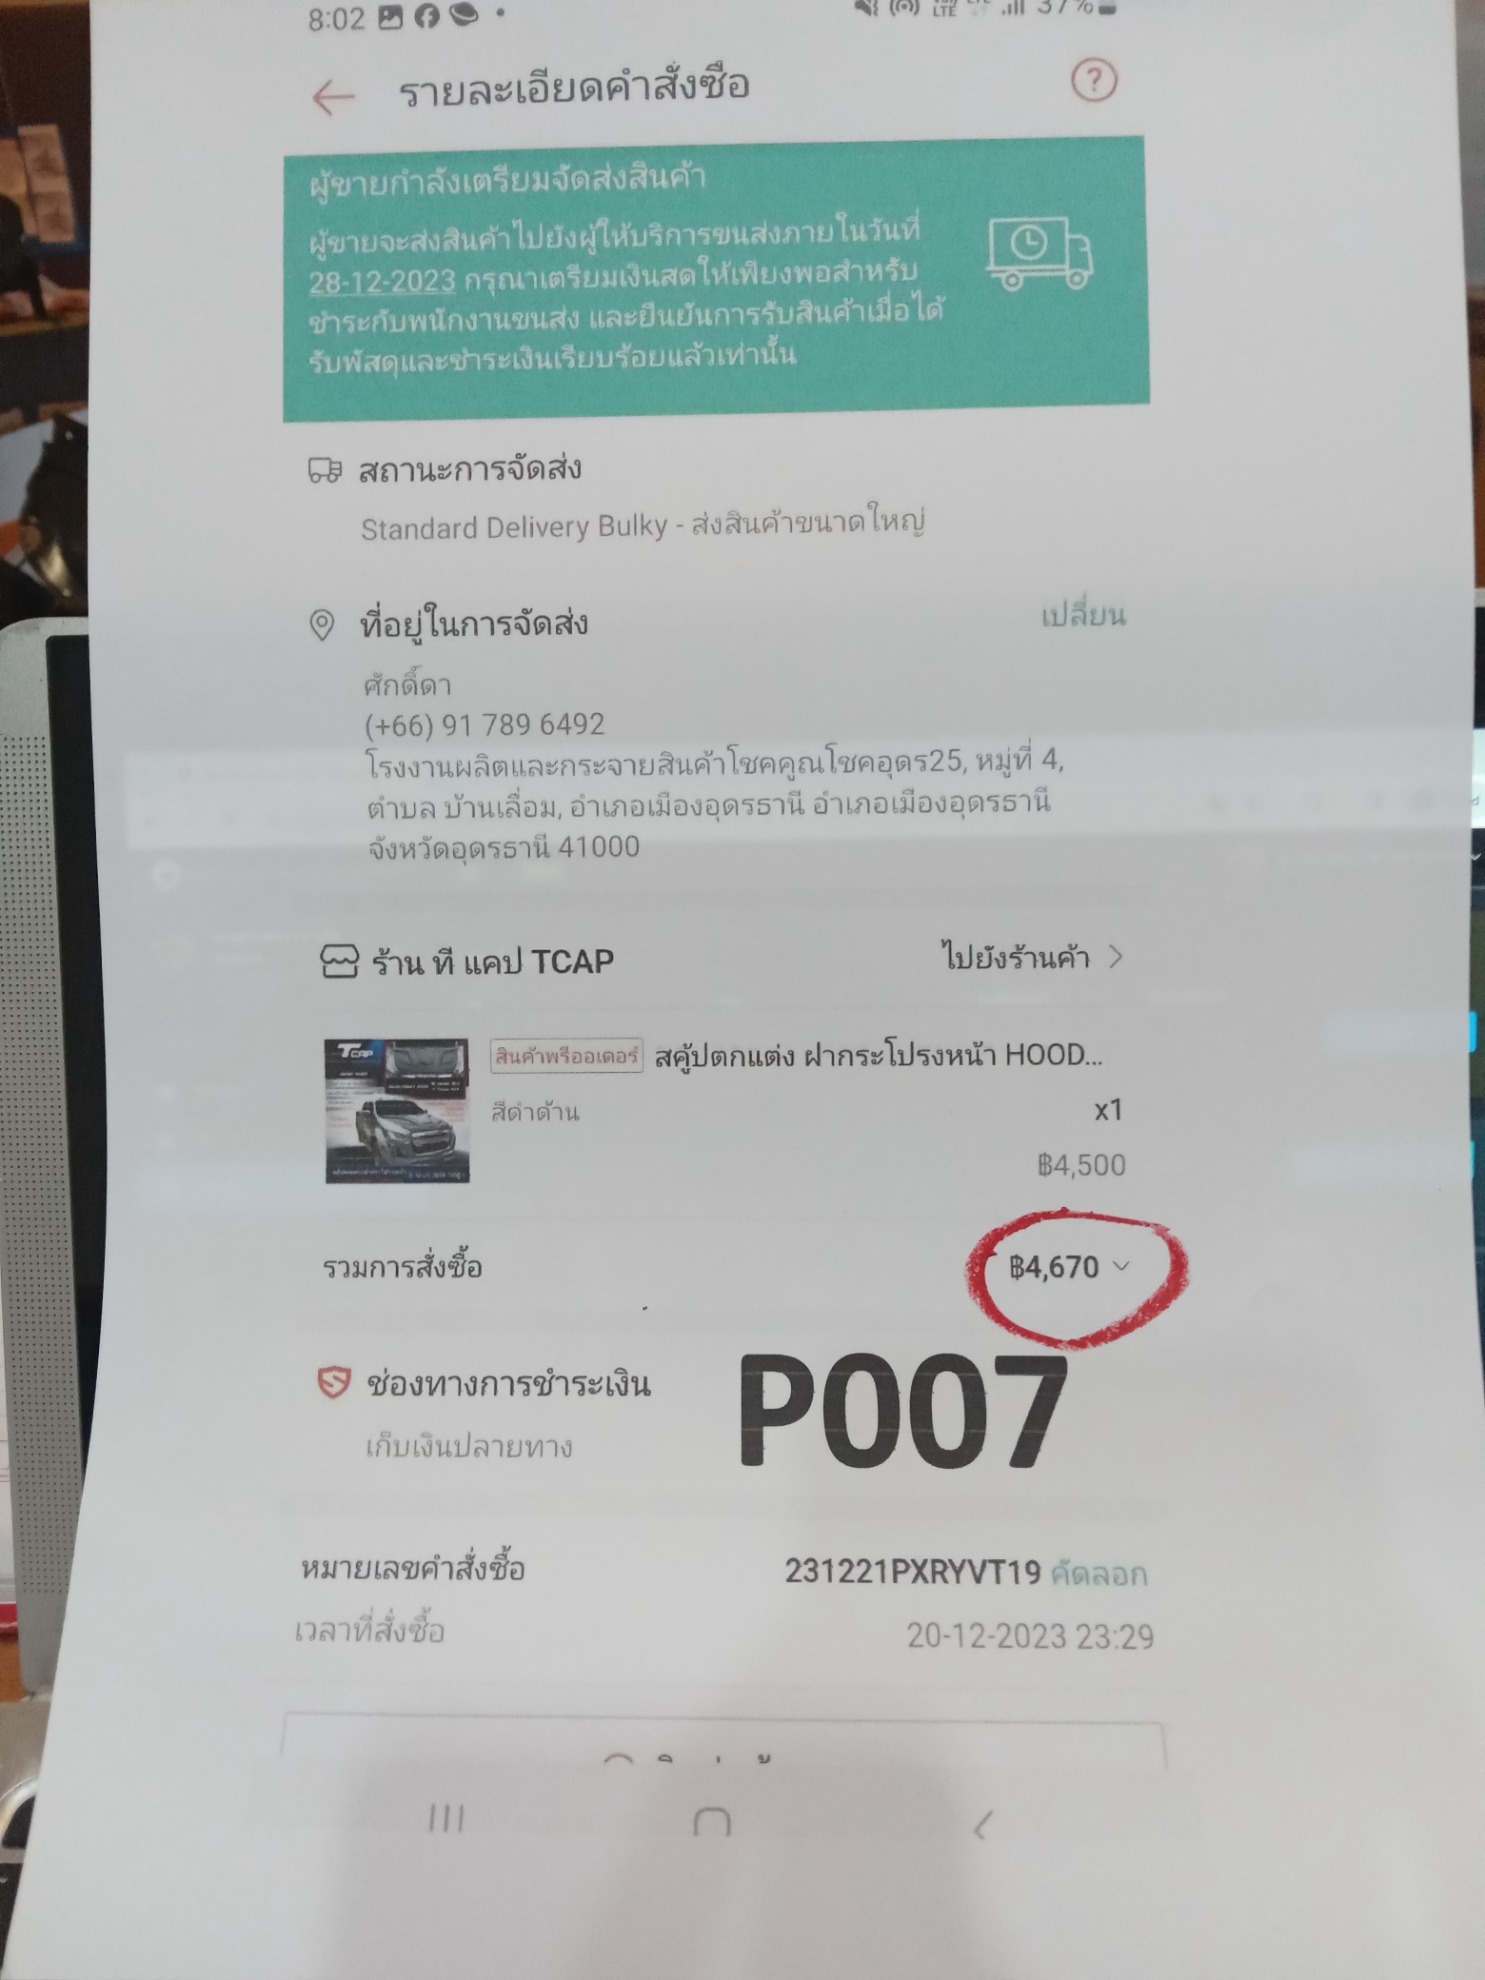 8:02
LTE 37%
รายละเอียดคำสั่งซื้อ
ผู้ขายกำลังเตรียมจัดส่งสินค้า
ผู้ขายจะส่งสินค้าไปยังผู้ให้บริการขนส่งภายในวันที่
28-12-2023 กรุณาเตรียมเงินสดให้เพียงพอสำหรับ
ชำระกับพนักงานขนส่ง และยืนยันการรับสินค้าเมื่อได้
รับพัสดุและชำระเงินเรียบร้อยแล้วเท่านั้น
สถานะการจัดส่ง
Standard Delivery Bulky - ส่งสินค้าขนาดใหญ่
ที่อยู่ในการจัดส่ง เปลี่ยน
ศักดิ์ดา
(+66) 91 789 6492
โรงงานผลิตและกระจายสินค้าโชคคูณโชคอุดร25, หมู่ที่ 4,
ตำบล บ้านเลื่อม, อำเภอเมืองอุดรธานี อำเภอเมืองอุดรธานี
จังหวัดอุดรธานี 41000
ร้าน ที แคป TCAP ไปยังร้านค้า
TCAP
สินค้าพรีออเดอร์ สคู้ปตกแต่ง ฝากระโปรงหน้า HOOD...
สีดำด้าน x1
฿4,500
รวมการสั่งซื้อ ฿4,670
ช่องทางการชำระเงิน
เก็บเงินปลายทาง
P007
หมายเลขคำสั่งซื้อ 231221PXRYVT19 คัดลอก
เวลาที่สั่งซื้อ 20-12-2023 23:29